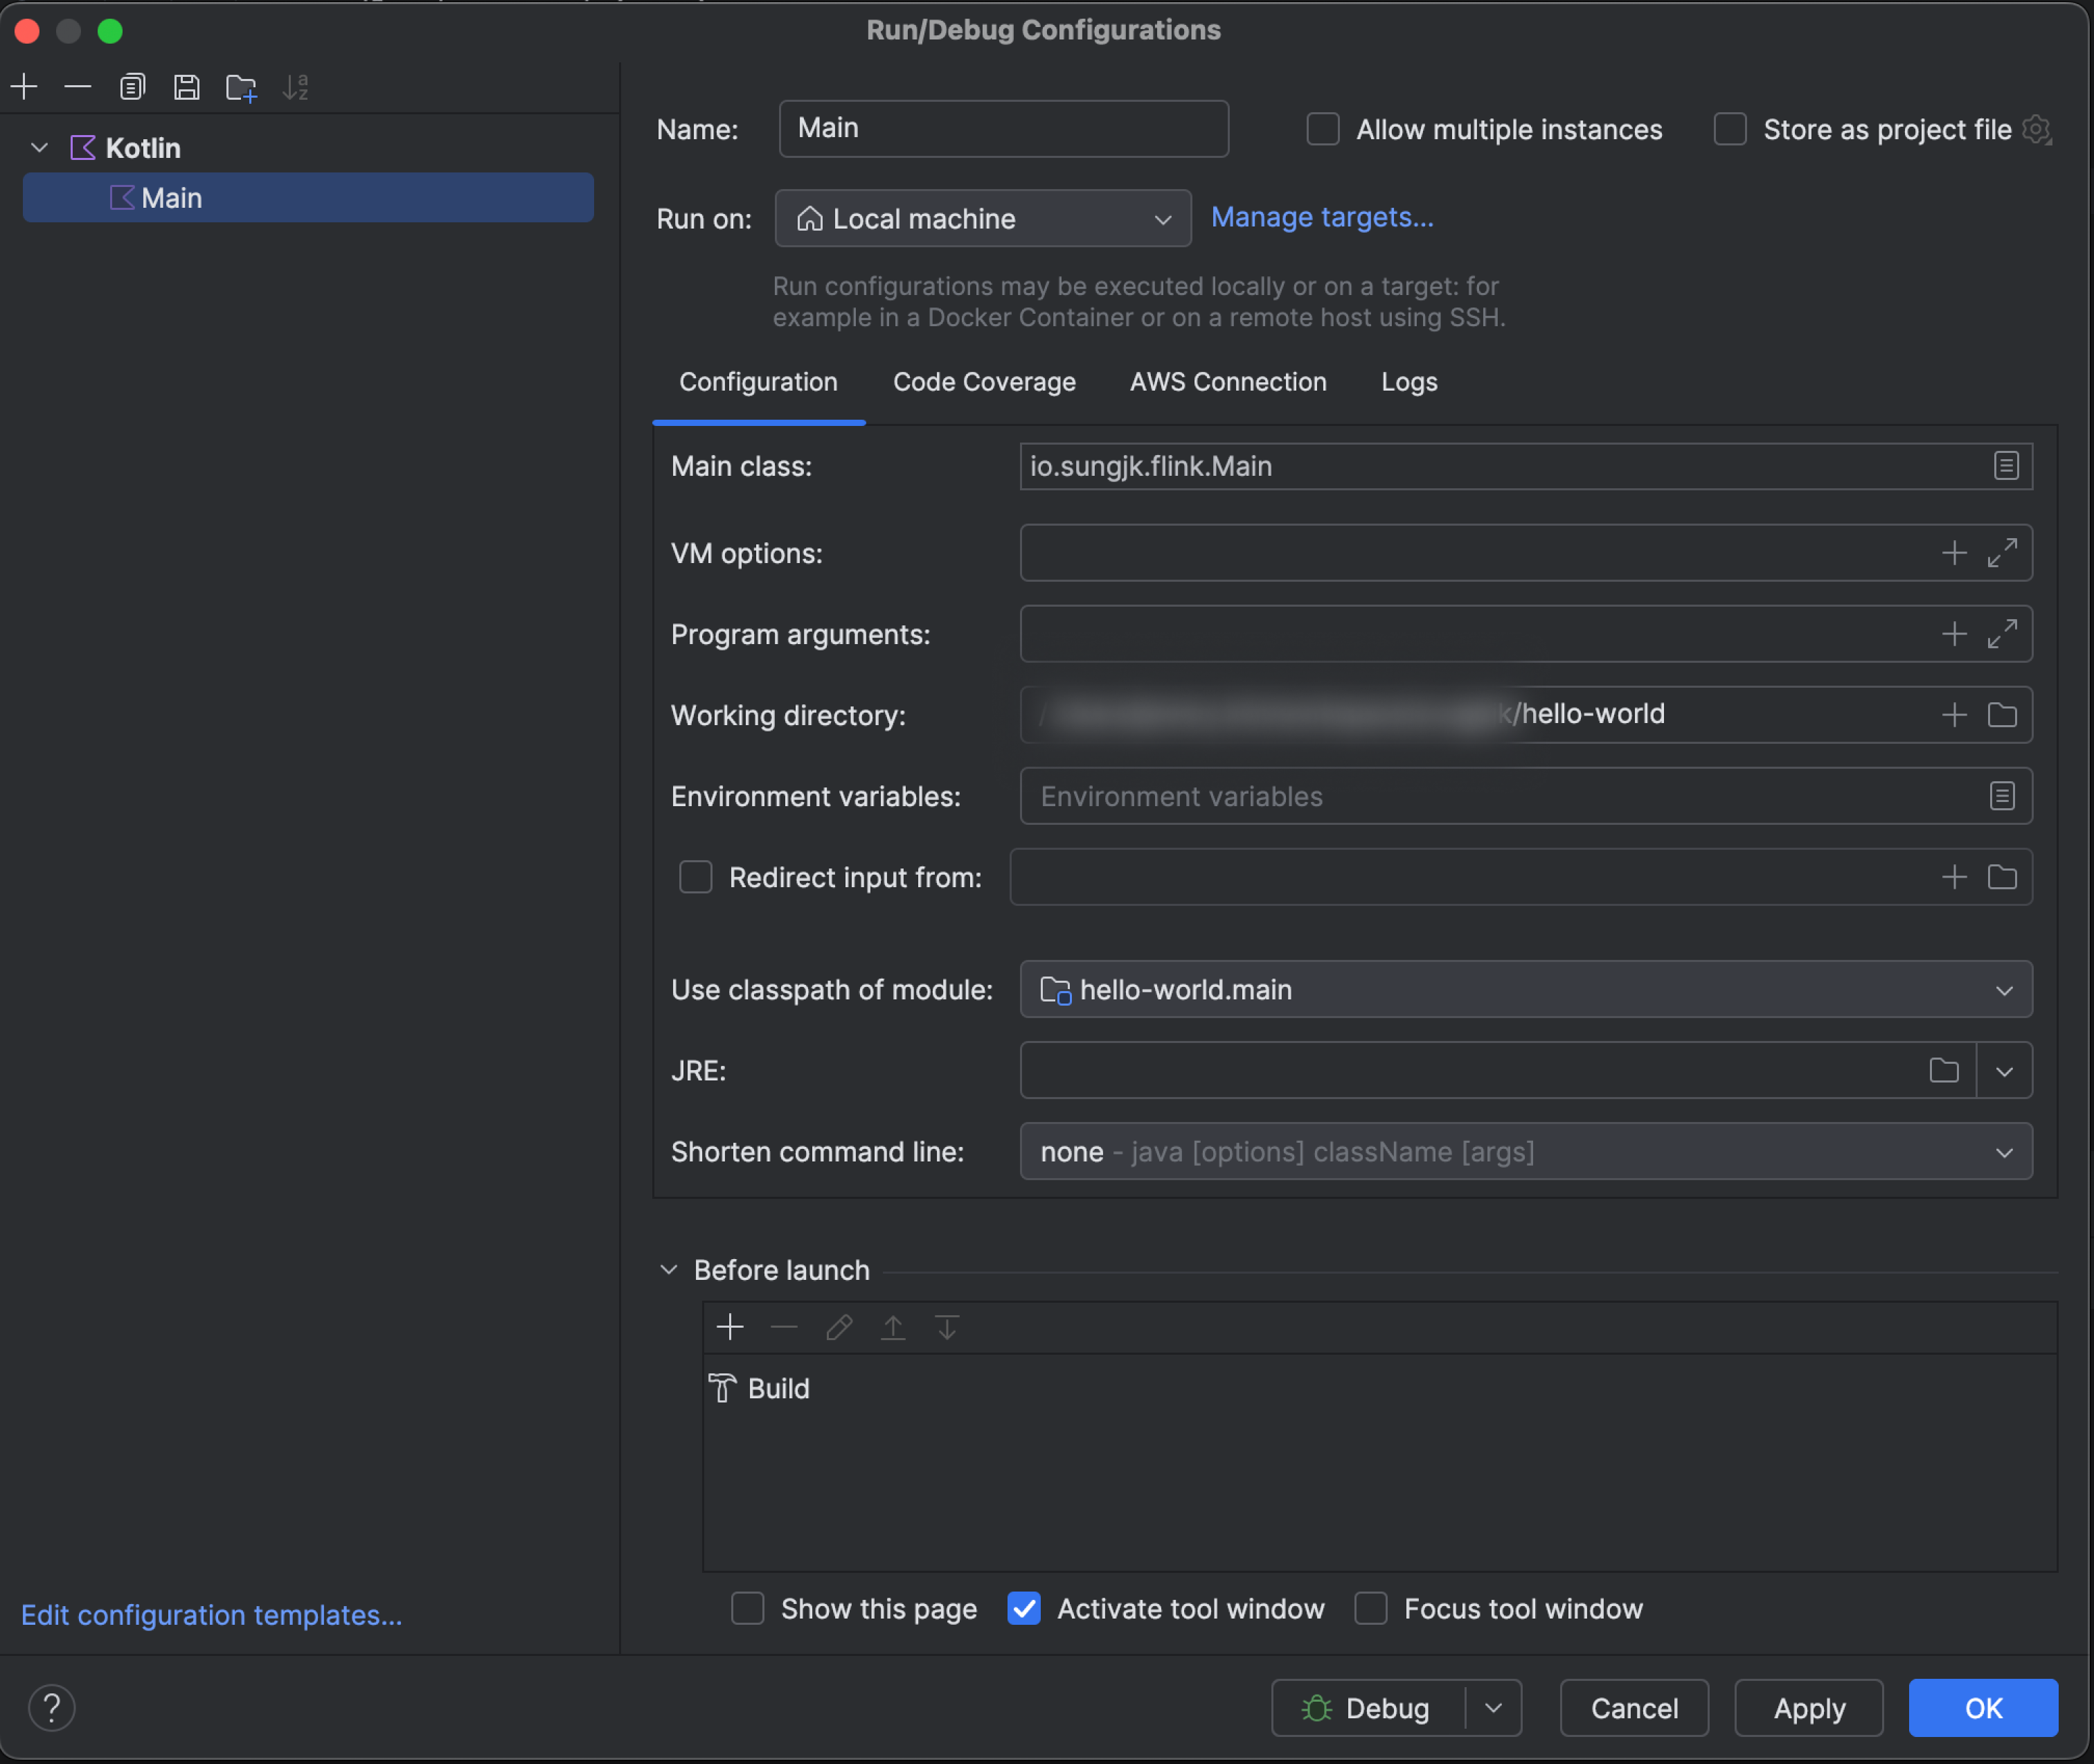 Run/Debug Configurations
Kotlin
Main
Edit configuration templates...
Name: Main Allow multiple instances Store as project file
Run on: Local machine Manage targets...
Run configurations may be executed locally or on a target: for
example in a Docker Container or on a remote host using SSH.
Configuration Code Coverage AWS Connection Logs
Main class: io.sungjk.flink.Main
VM options:
Program arguments:
Working directory: k/hello-world
Environment variables: Environment variables
Redirect input from:
Use classpath of module: hello-world.main
JRE:
Shorten command line: none - java [options] className [args]
Before launch
Build
Show this page Activate tool window Focus tool window
? Debug Cancel Apply OK